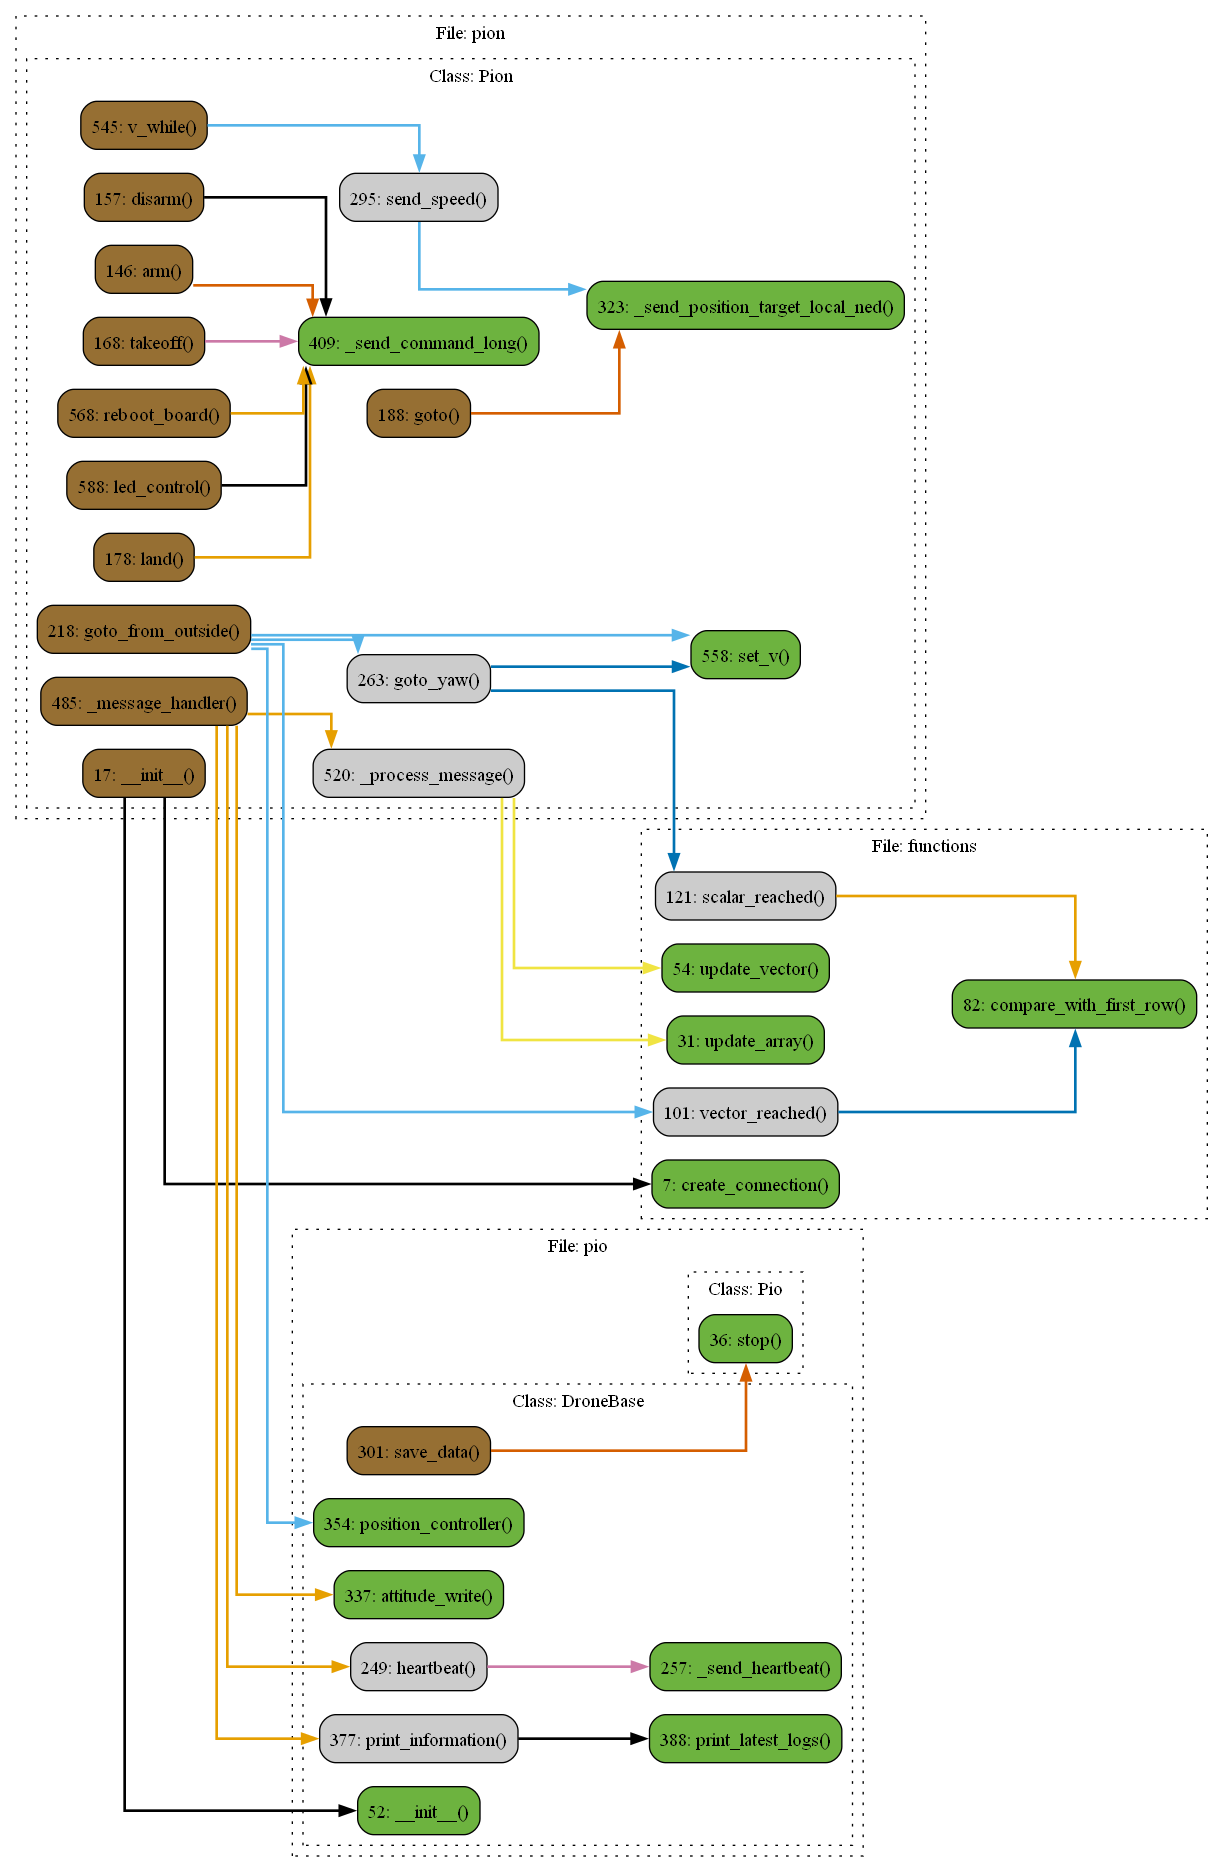 File: pion
Class: Pion
545: v_while()
157: disarm()
295: send_speed()
146: arm()
323: _send_position_target_local_ned()
168: takeoff()
409: _send_command_long()
568: reboot_board()
188: goto()
588: led_control()
178: land()
218: goto_from_outside()
558: set_v()
263: goto_yaw()
485: _message_handler()
17: __init__()
520: _process_message()
File: functions
121: scalar_reached()
54: update_vector()
82: compare_with_first_row()
31: update_array()
101: vector_reached()
7: create_connection()
File: pio
Class: Pio
36: stop()
Class: DroneBase
301: save_data()
354: position_controller()
337: attitude_write()
249: heartbeat()
257: _send_heartbeat()
377: print_information()
388: print_latest_logs()
52: __init__()